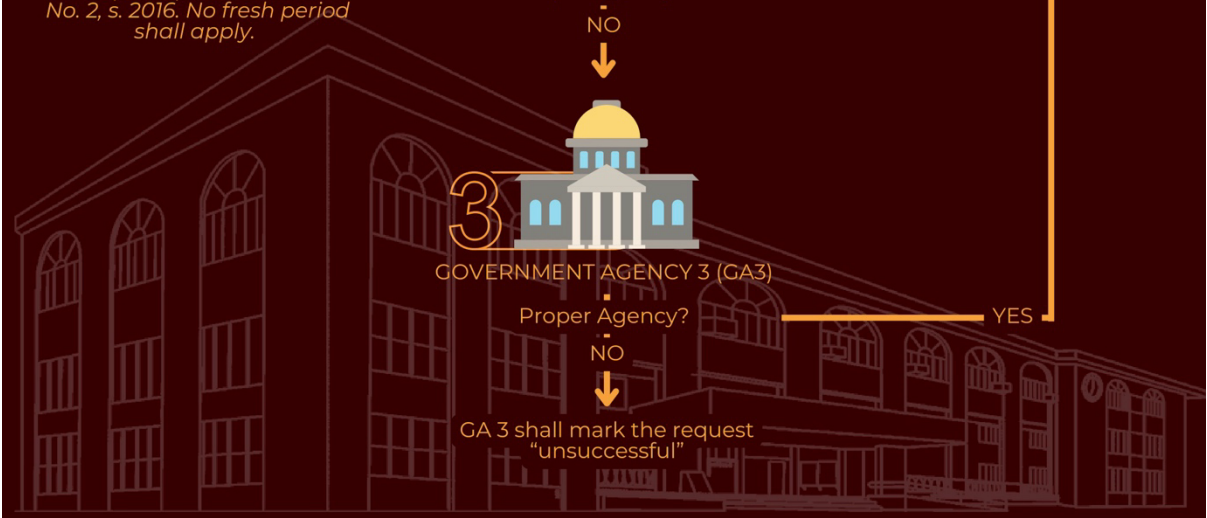 No. 2, s. 2016. No fresh period
shall apply.
NO
3
GOVERNMENT AGENCY 3 (GA3)
Proper Agency?
YES
NO
GA 3 shall mark the request
“unsuccessful”